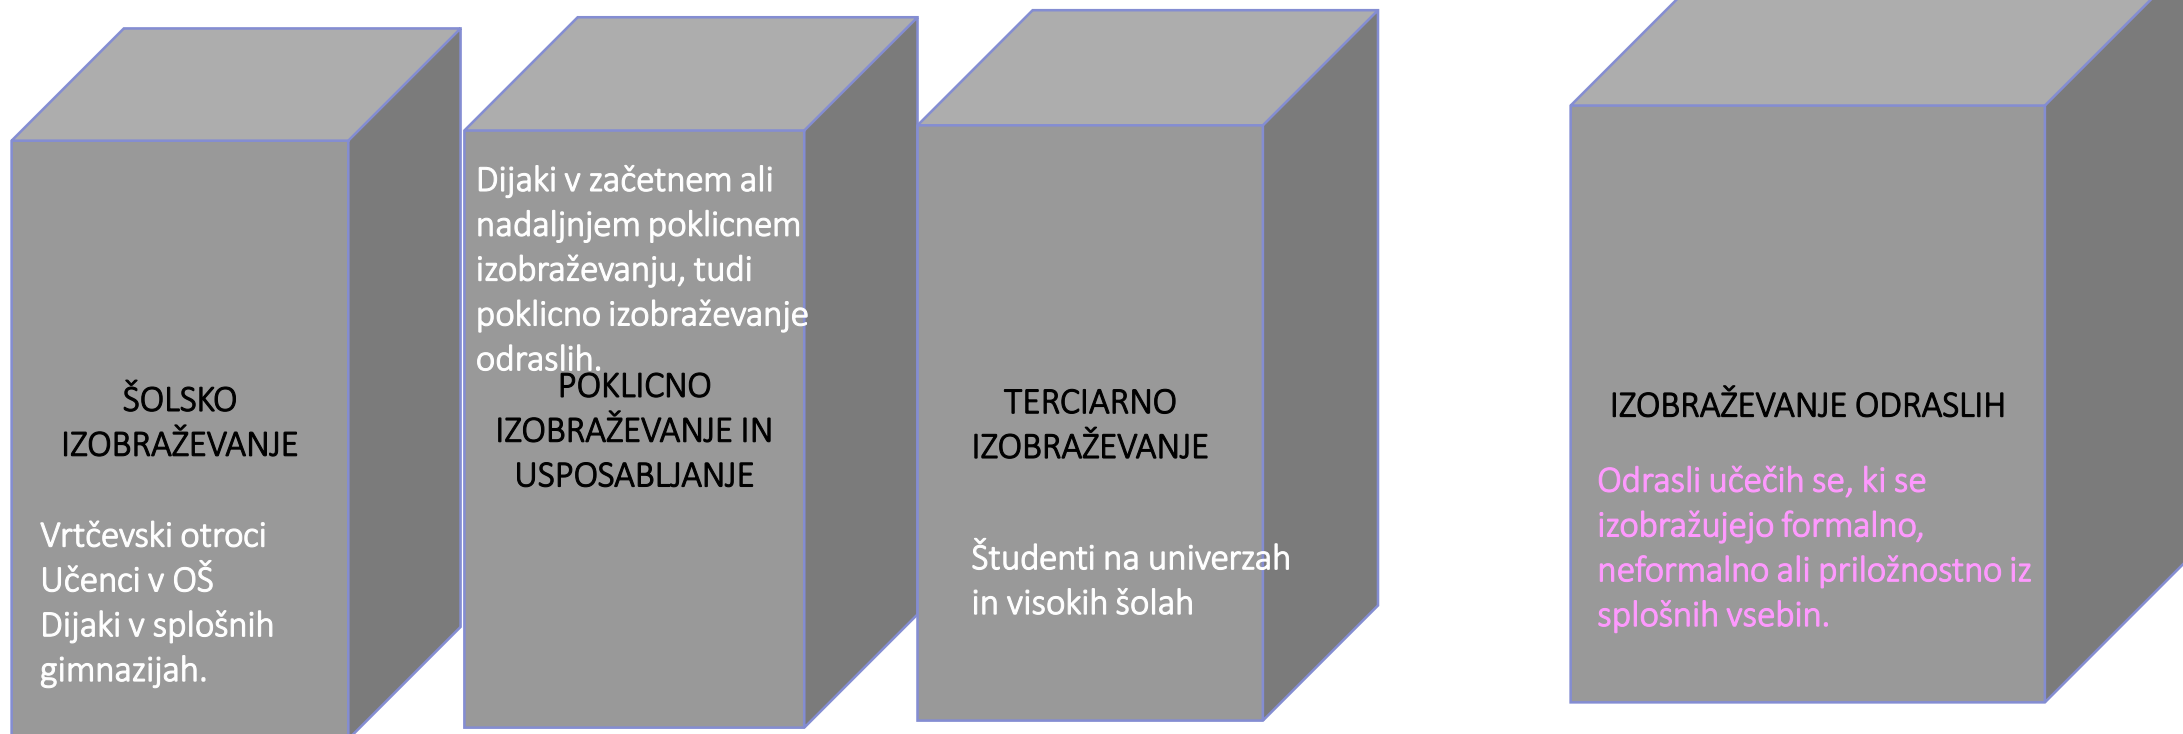 ŠOLSKO
IZOBRAŽEVANJE
Vrtčevski otroci
Učenci v OŠ
Dijaki v splošnih
gimnazijah.
Dijaki v začetnem ali
nadaljnjem poklicnem
izobraževanju, tudi
poklicno izobraževanje
odraslih.
POKLICNO
IZOBRAŽEVANJE IN
USPOSABLJANJE
TERCIARNO
IZOBRAŽEVANJE
Študenti na univerzah
in visokih šolah
IZOBRAŽEVANJE ODRASLIH
Odrasli učečih se, ki se
izobražujejo formalno,
neformalno ali priložnostno iz
splošnih vsebin.